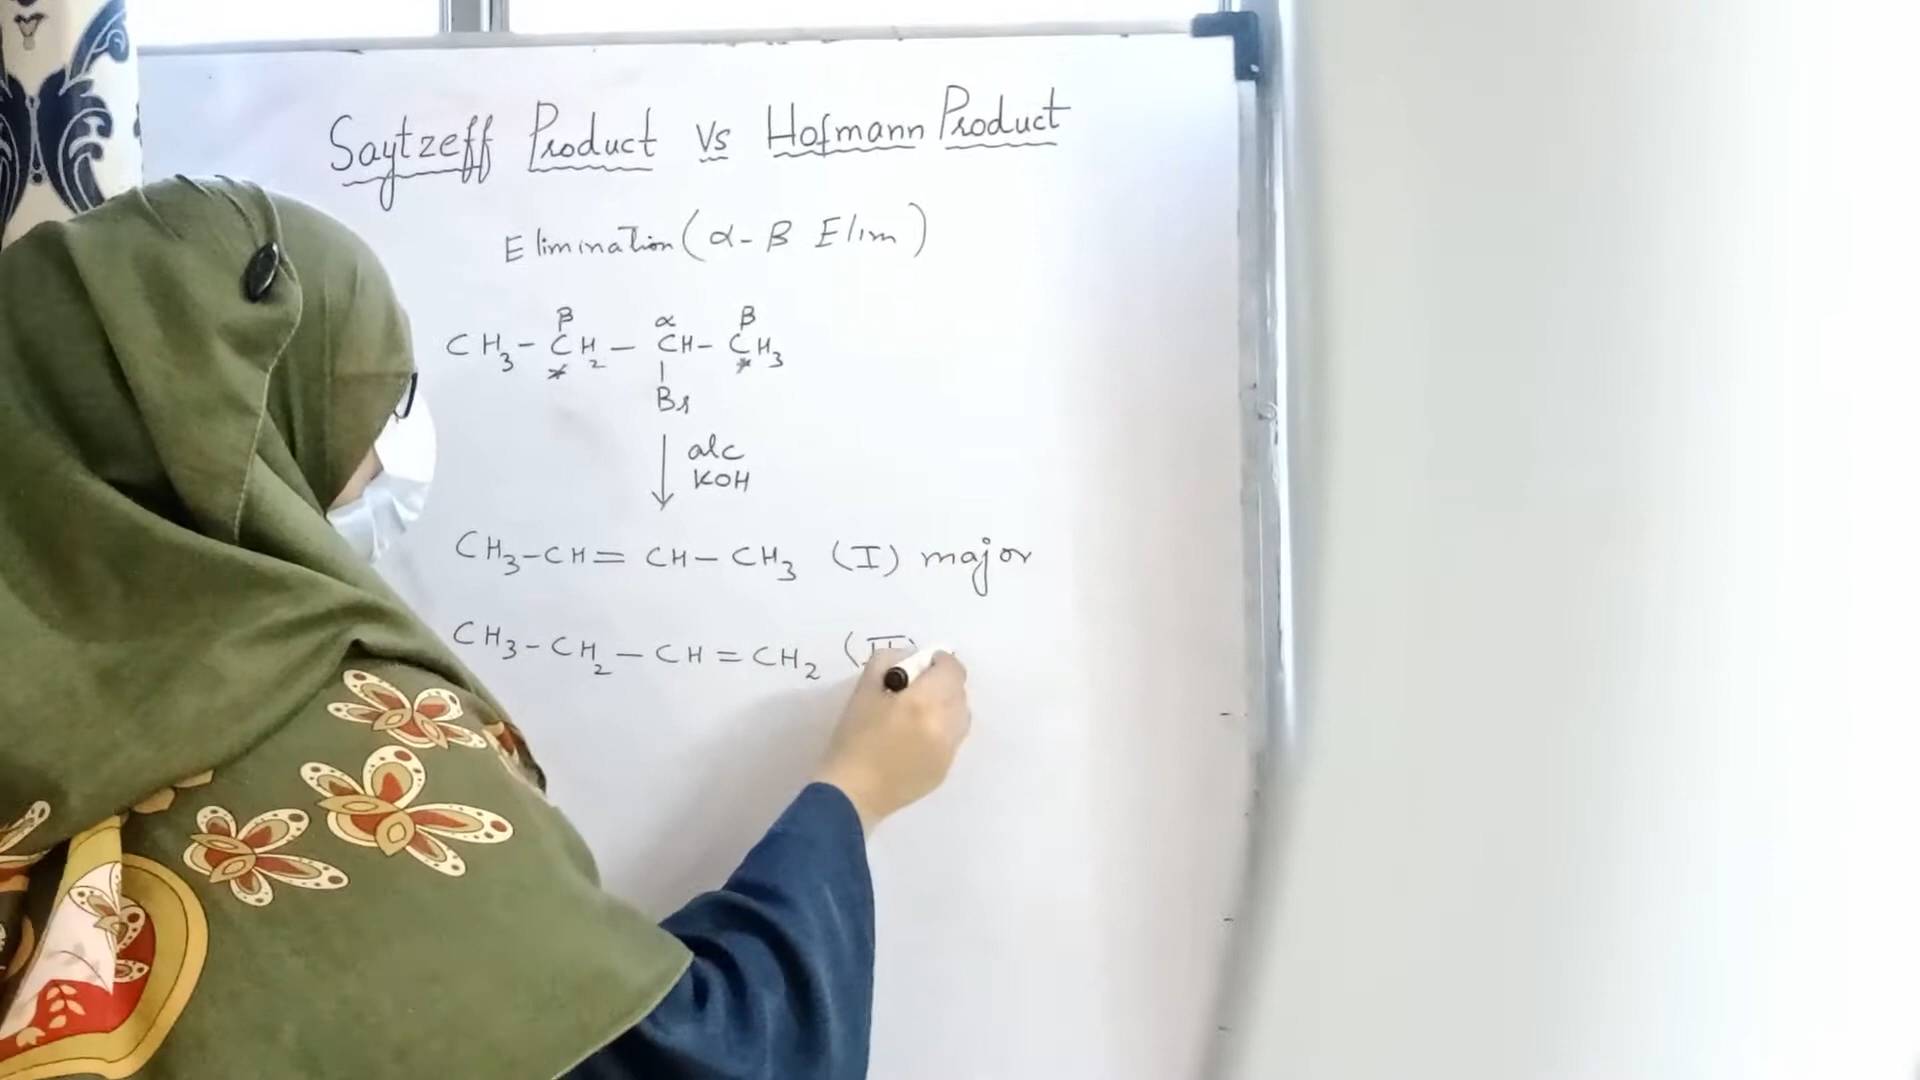 Saytzeff Product Vs Hofmann Product
Elimination (α-β Elim)
β α β
CH3-CH2-CH-CH3
* *
Br
alc
KOH
CH3-CH=CH-CH3 (I) major
CH3-CH2-CH=CH2 (II)